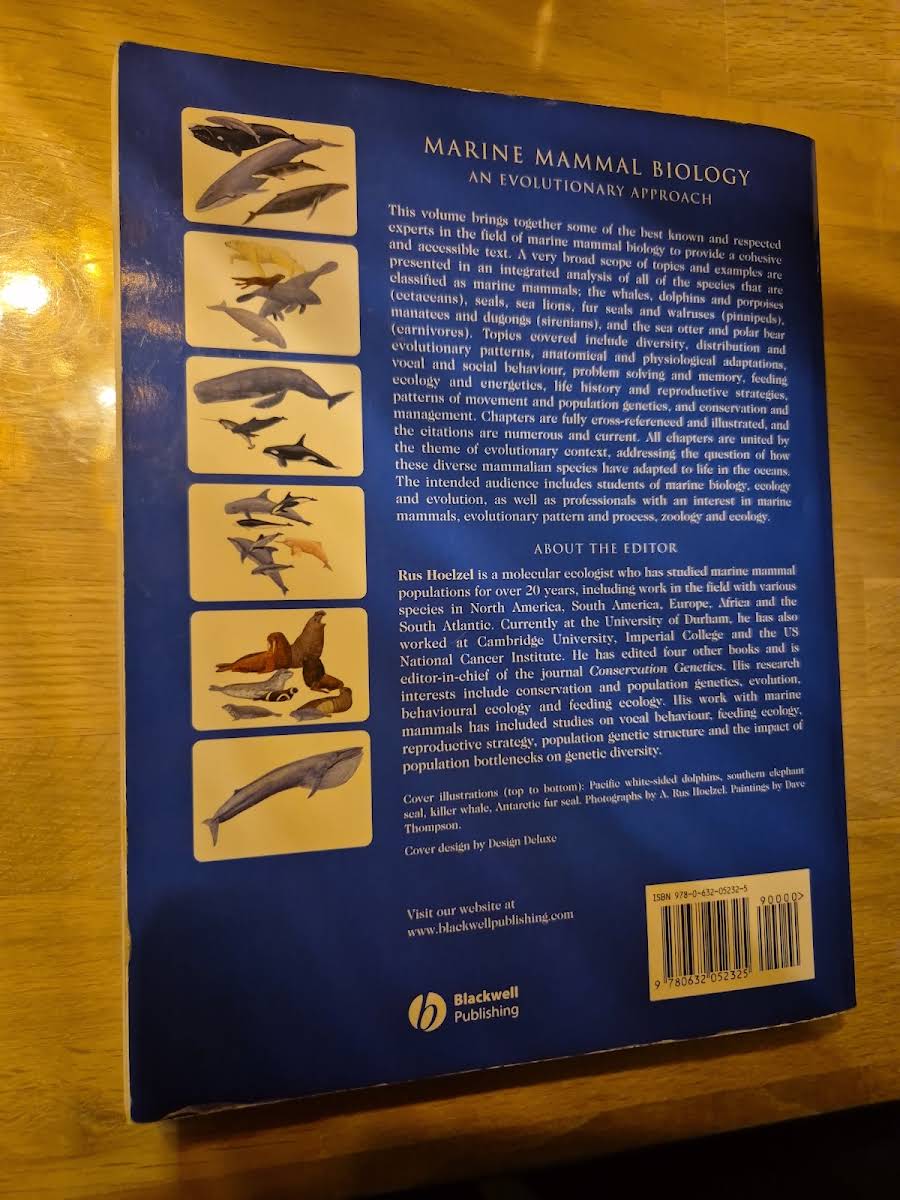 MARINE MAMMAL BIOLOGY
AN EVOLUTIONARY APPROACH
This volume brings together some of the best known and respected
experts in the field of marine mammal biology to provide a cohesive
and accessible text. A very broad scope of topics and examples are
presented in an integrated analysis of all of the species that are
classified as marine mammals; the whales, dolphins and porpoises
(cetaceans), seals, sea lions, fur seals and walruses (pinnipeds),
manatees and dugongs (sirenians), and the sea otter and polar bear
(carnivores). Topics covered include diversity, distribution and
evolutionary patterns, anatomical and physiological adaptations,
vocal and social behaviour, problem solving and memory, feeding
ecology and energetics, life history and reproductive strategies,
patterns of movement and population genetics, and conservation and
management. Chapters are fully cross-referenced and illustrated, and
the citations are numerous and current. All chapters are united by
the theme of evolutionary context, addressing the question of how
these diverse mammalian species have adapted to life in the oceans.
The intended audience includes students of marine biology, ecology
and evolution, as well as professionals with an interest in marine
mammals, evolutionary pattern and process, zoology and ecology.
ABOUT THE EDITOR
Rus Hoelzel is a molecular ecologist who has studied marine mammal
populations for over 20 years, including work in the field with various
species in North America, South America, Europe, Africa and the
South Atlantic. Currently at the University of Durham, he has also
worked at Cambridge University, Imperial College and the US
National Cancer Institute. He has edited four other books and is
editor-in-chief of the journal Conservation Genetics. His research
interests include conservation and population genetics, evolution,
behavioural ecology and feeding ecology. His work with marine
mammals has included studies on vocal behaviour, feeding ecology,
reproductive strategy, population genetic structure and the impact of
population bottlenecks on genetic diversity.
Cover illustrations (top to bottom): Pacific white-sided dolphins, southern elephant
seal, killer whale, Antarctic fur seal. Photographs by A. Rus Hoelzel. Paintings by Dave
Thompson.
Cover design by Design Deluxe
Visit our website at
www.blackwellpublishing.com
b Blackwell
Publishing
ISBN 978-0-632-05232-5
90000>
9 780632 052325